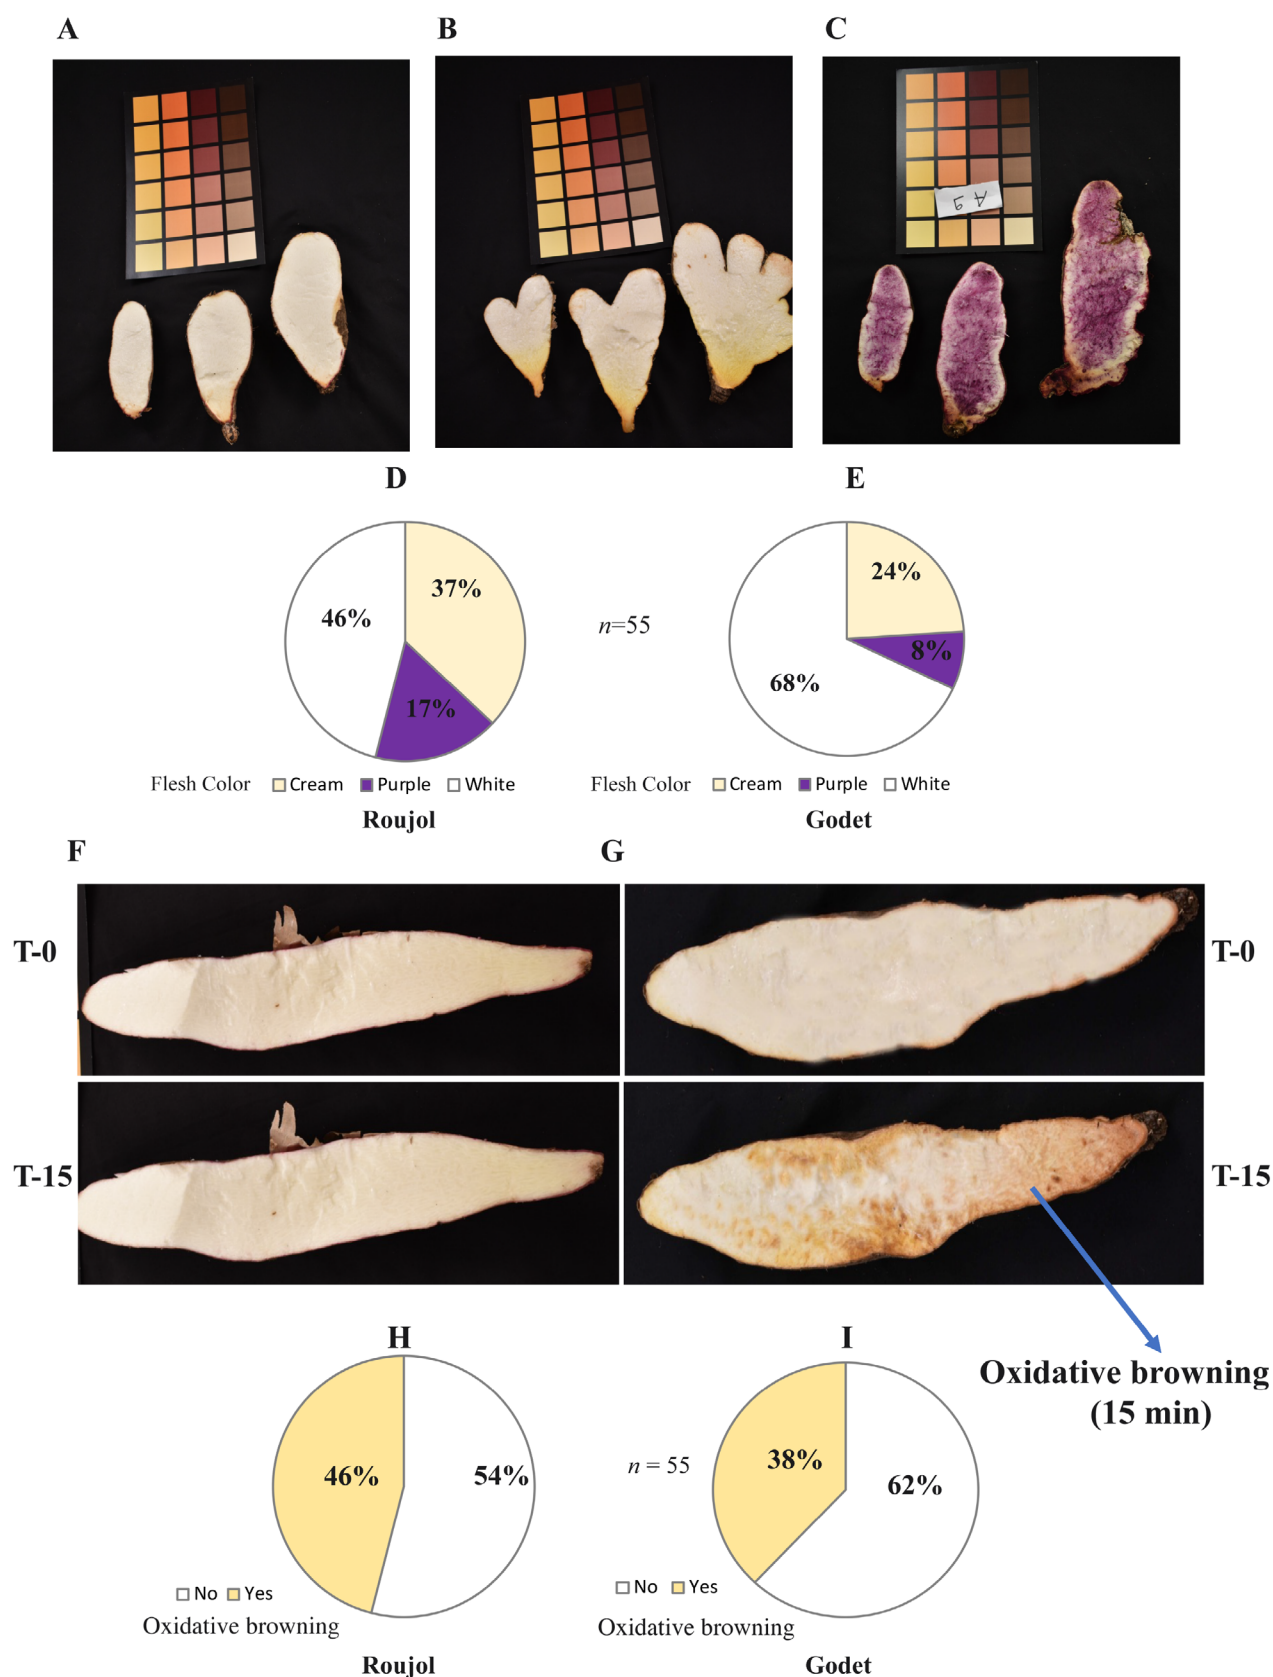 A
B
C
A 9
D
E
46%
37%
17%
n=55
24%
8%
68%
Flesh Color Cream Purple White
Roujol
Flesh Color Cream Purple White
Godet
F
G
T-0
T-0
T-15
T-15
Oxidative browning
(15 min)
H
I
46%
54%
n = 55
38%
62%
No Yes
Oxidative browning
Roujol
No Yes
Oxidative browning
Godet